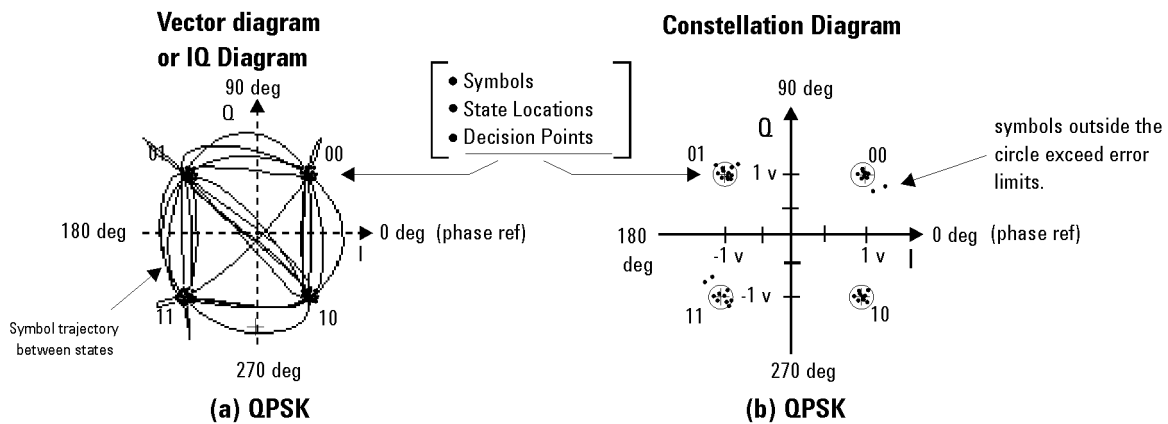 Vector diagram
or IQ Diagram
90 deg
Q
01
00
180 deg
0 deg (phase ref)
I
11
10
Symbol trajectory
between states
270 deg
(a) QPSK
• Symbols
• State Locations
• Decision Points
Constellation Diagram
90 deg
Q
01
00
1 v
symbols outside the
circle exceed error
limits.
180
deg
-1 v
1 v
0 deg (phase ref)
I
-1 v
11
10
270 deg
(b) QPSK